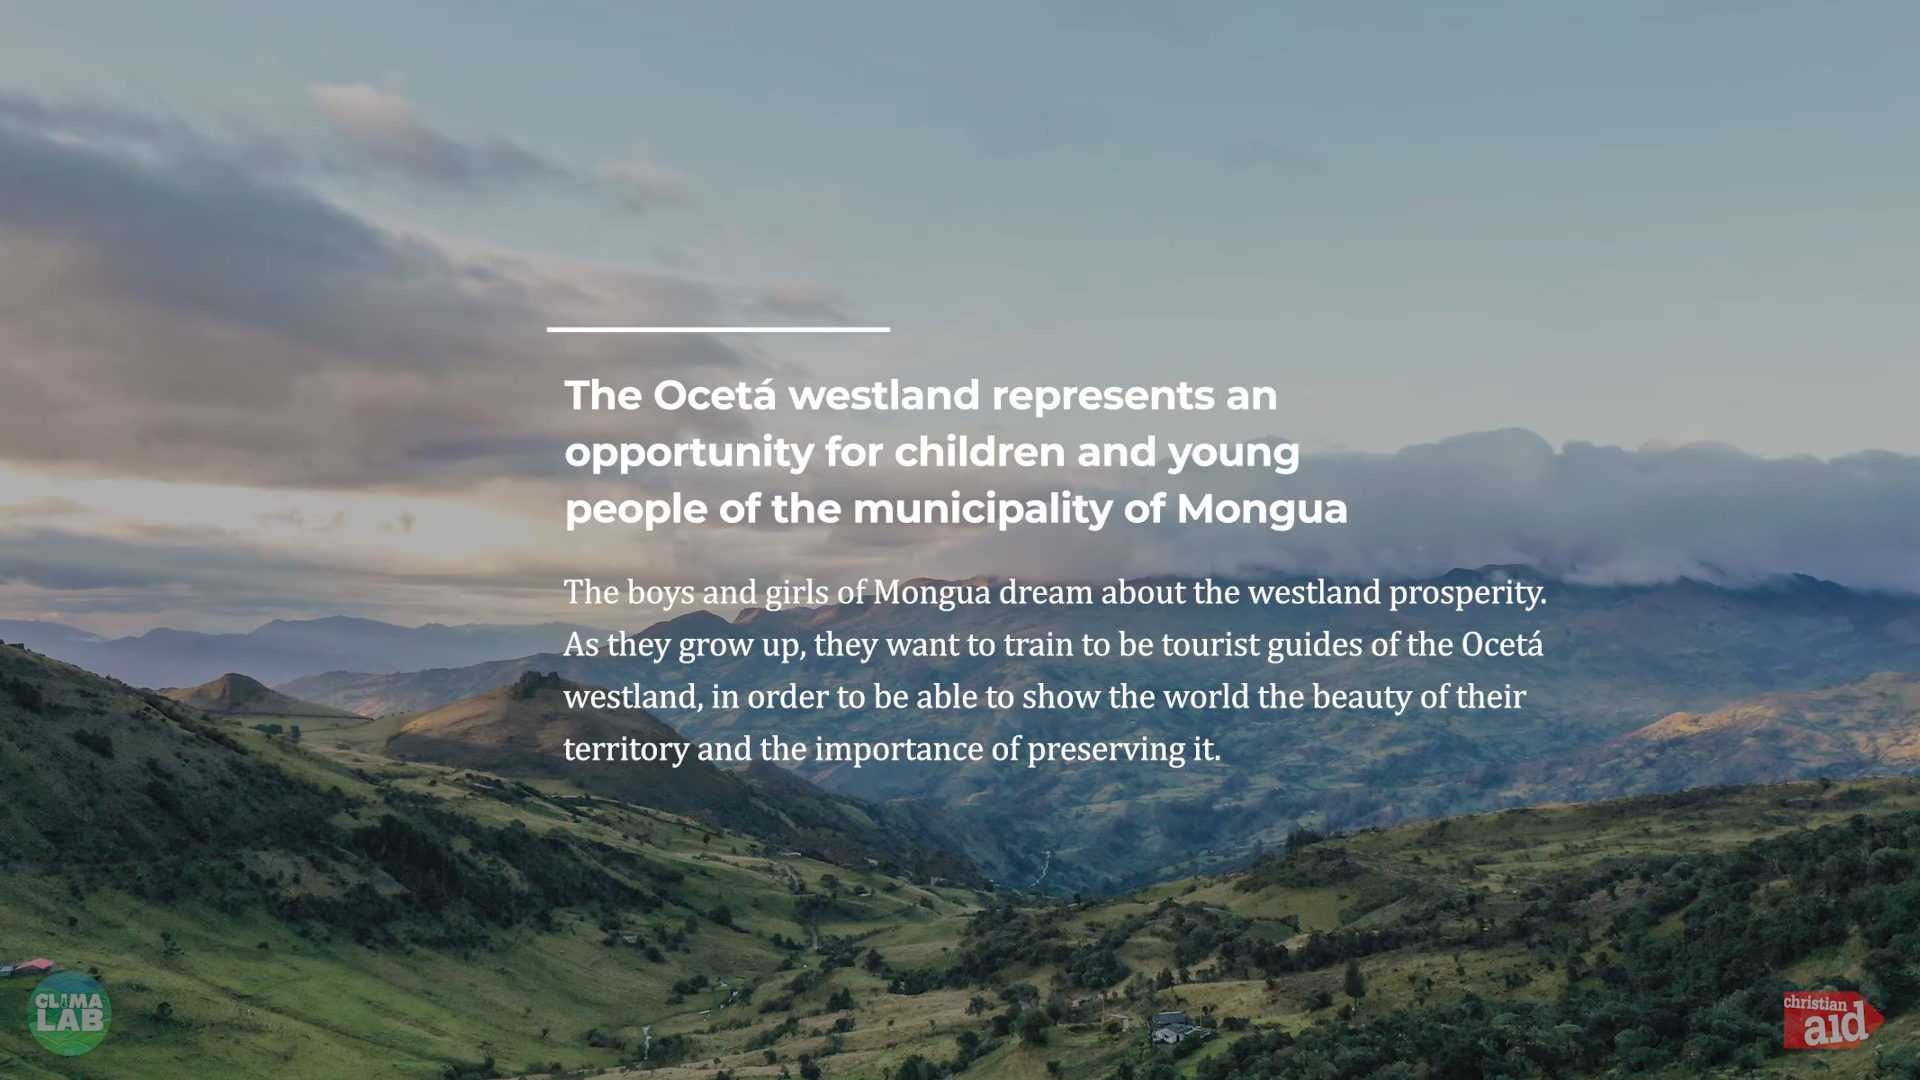 The Ocetá westland represents an
opportunity for children and young
people of the municipality of Mongua
The boys and girls of Mongua dream about the westland prosperity.
As they grow up, they want to train to be tourist guides of the Ocetá
westland, in order to be able to show the world the beauty of their
territory and the importance of preserving it.
CLIMA
LAB
christian
aid